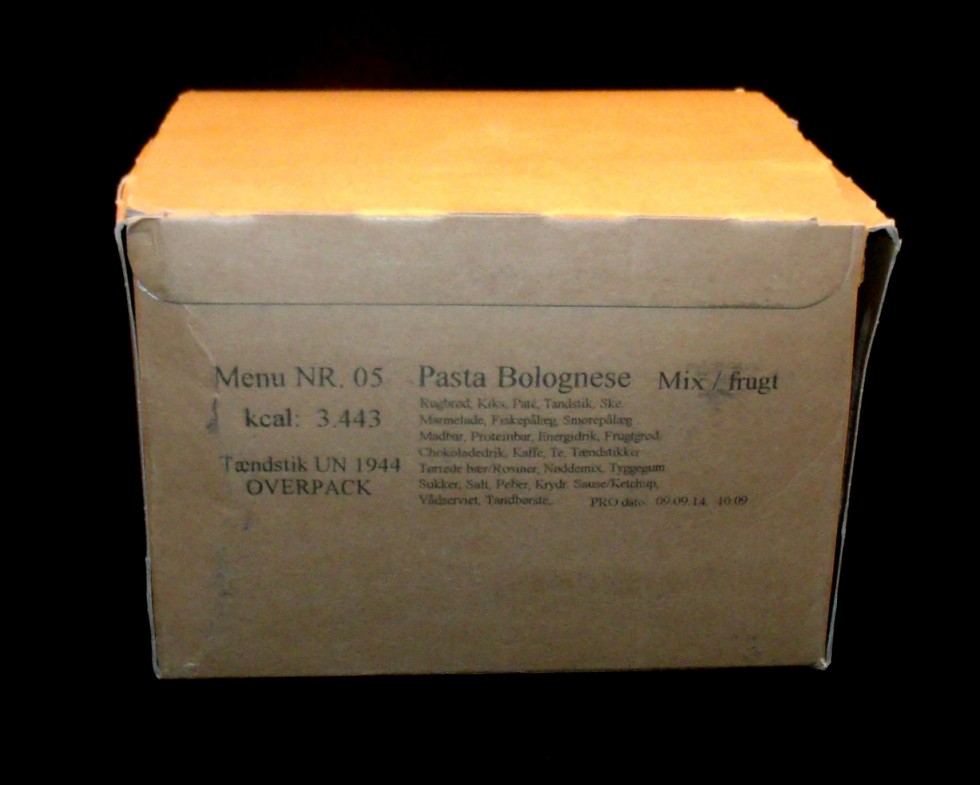 Menu NR. 05 Pasta Bolognese Mix / frugt
kcal: 3.443
Tændstik UN 1944
OVERPACK
Rugbrød, Kiks, Paté, Tandstik, Ske.
Marmelade, Fiskepålæg, Smørepålæg
Madbar, Proteinbar, Energidrik, Frugtgrød
Chokoladedrik, Kaffe, Te, Tændstikker
Tørrede bær/Rosiner, Nøddemix, Tyggegum
Sukker, Salt, Peber, Krydr. Sause/Ketchup,
Vådserviet, Tandbørste. PRO dato: 09.09.14 16:09